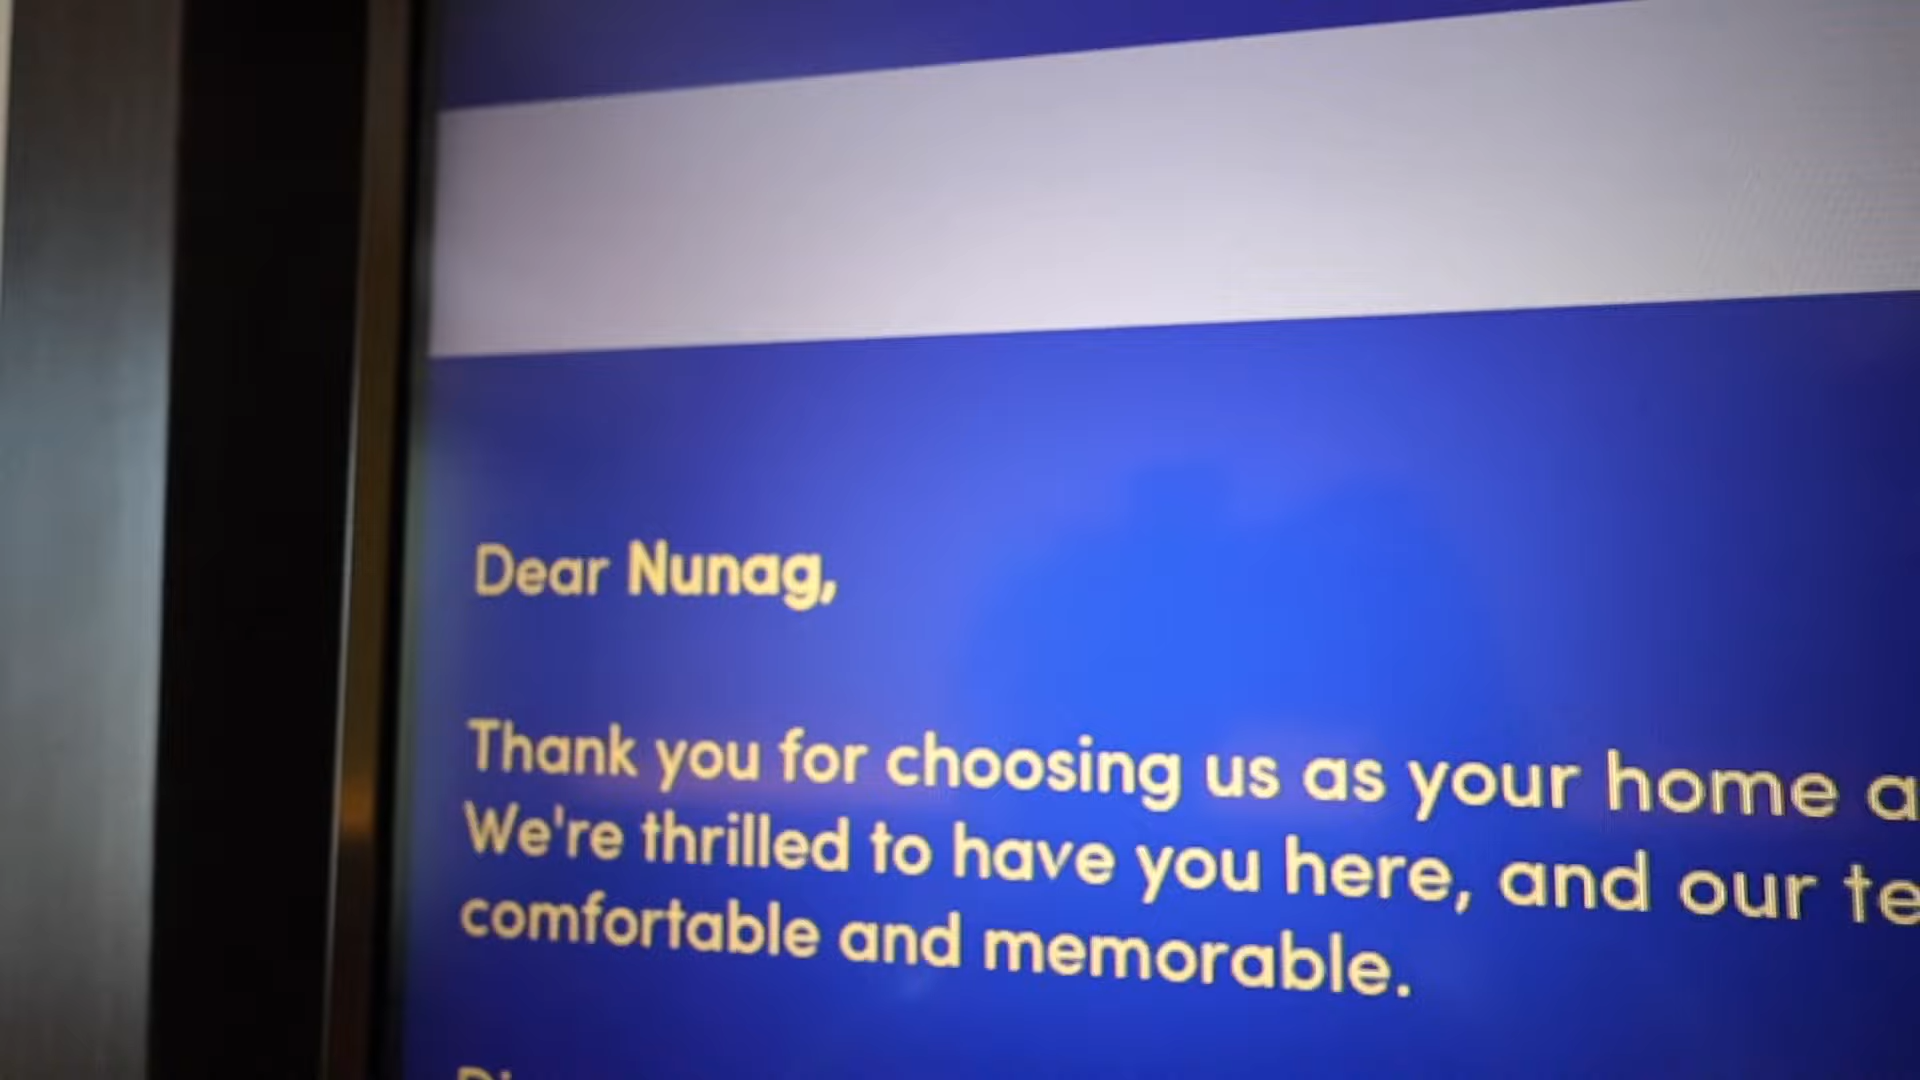 Dear Nunag,
Thank you for choosing us as your home
We're thrilled to have you here, and our
comfortable and memorable.